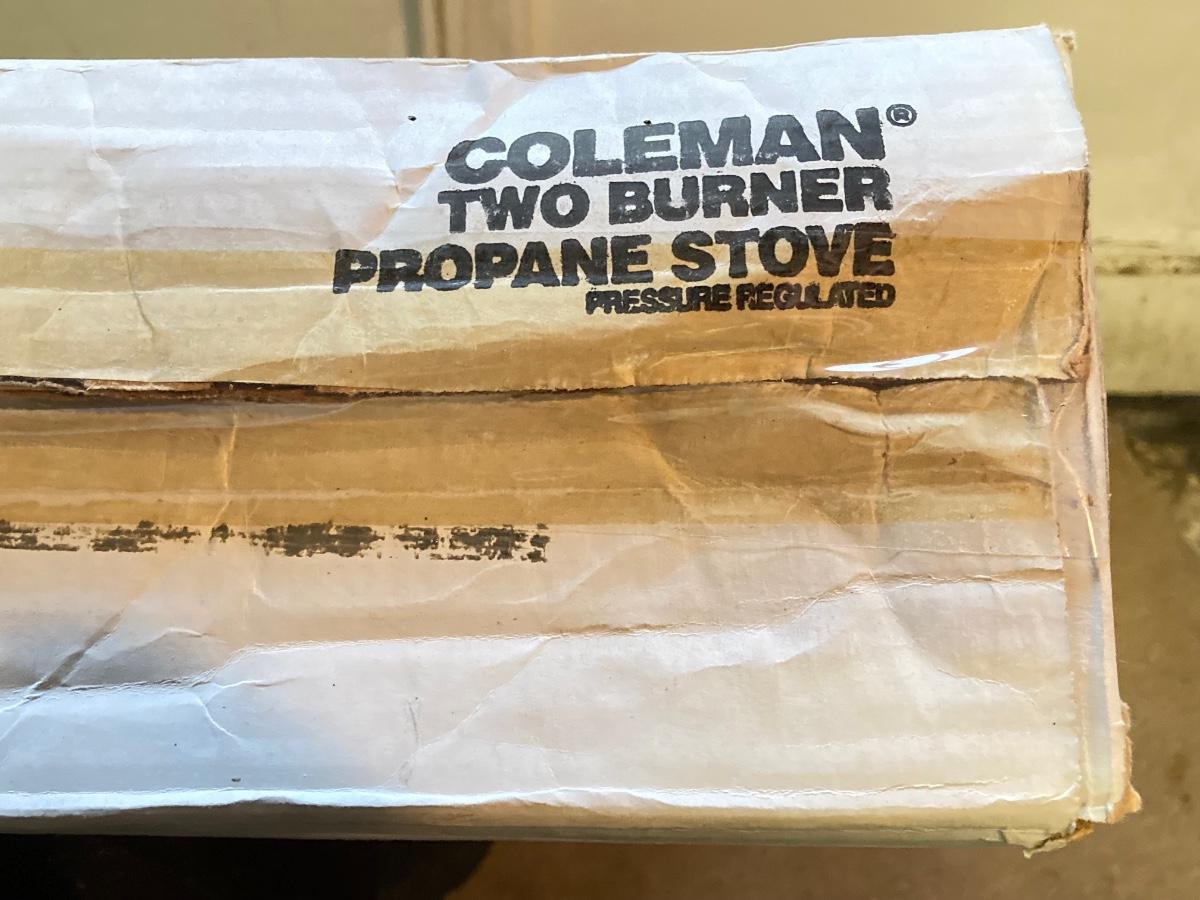 COLEMAN®
TWO BURNER
PROPANE STOVE
PRESSURE REGULATED